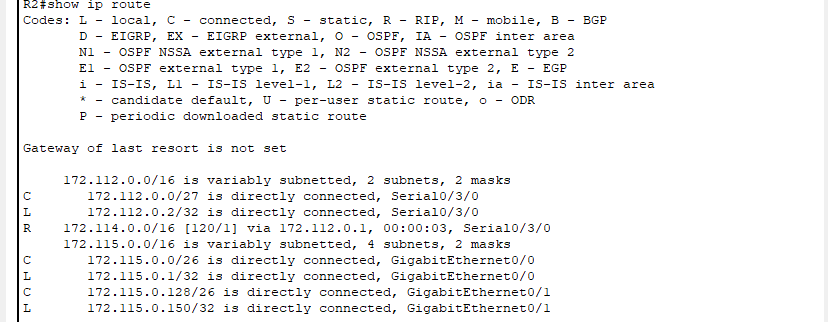 R2#show ip route
Codes: L - local, C - connected, S - static, R - RIP, M - mobile, B - BGP
D - EIGRP, EX - EIGRP external, O - OSPF, IA - OSPF inter area
N1 - OSPF NSSA external type 1, N2 - OSPF NSSA external type 2
E1 - OSPF external type 1, E2 - OSPF external type 2, E - EGP
i - IS-IS, L1 - IS-IS level-1, L2 - IS-IS level-2, ia - IS-IS inter area
* - candidate default, U - per-user static route, o - ODR
P - periodic downloaded static route
Gateway of last resort is not set
172.112.0.0/16 is variably subnetted, 2 subnets, 2 masks
C 172.112.0.0/27 is directly connected, Serial0/3/0
L 172.112.0.2/32 is directly connected, Serial0/3/0
R 172.114.0.0/16 [120/1] via 172.112.0.1, 00:00:03, Serial0/3/0
172.115.0.0/16 is variably subnetted, 4 subnets, 2 masks
C 172.115.0.0/26 is directly connected, GigabitEthernet0/0
L 172.115.0.1/32 is directly connected, GigabitEthernet0/0
C 172.115.0.128/26 is directly connected, GigabitEthernet0/1
L 172.115.0.150/32 is directly connected, GigabitEthernet0/1